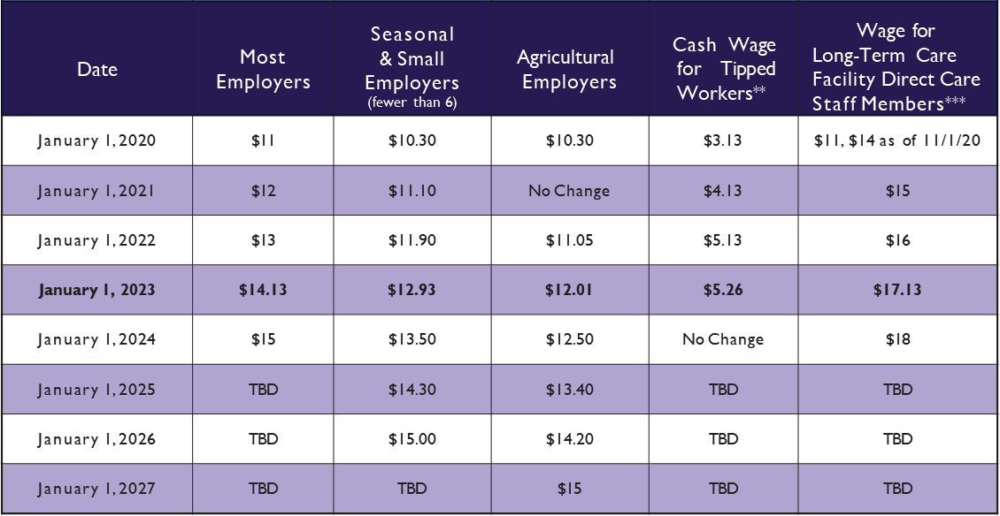 Date
Most
Employers
Seasonal
& Small
Employers
(fewer than 6)
Agricultural
Employers
Cash Wage
for Tipped
Workers**
Wage for
Long-Term Care
Facility Direct Care
Staff Members***
January 1, 2020 $11 $10.30 $10.30 $3.13 $11, $14 as of 11/1/20
January 1, 2021 $12 $11.10 No Change $4.13 $15
January 1, 2022 $13 $11.90 $11.05 $5.13 $16
January 1, 2023 $14.13 $12.93 $12.01 $5.26 $17.13
January 1, 2024 $15 $13.50 $12.50 No Change $18
January 1, 2025 TBD $14.30 $13.40 TBD TBD
January 1, 2026 TBD $15.00 $14.20 TBD TBD
January 1, 2027 TBD TBD $15 TBD TBD